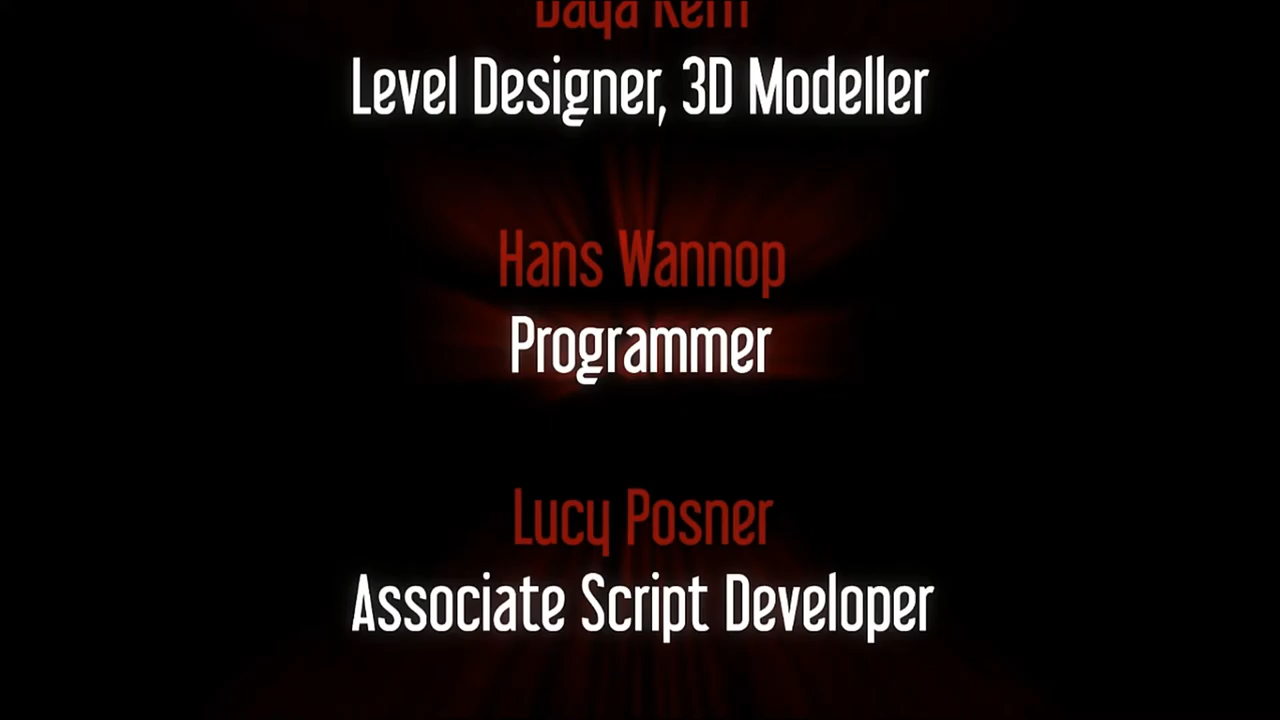 Level Designer, 3D Modeller
Hans Wannop
Programmer
Lucy Posner
Associate Script Developer